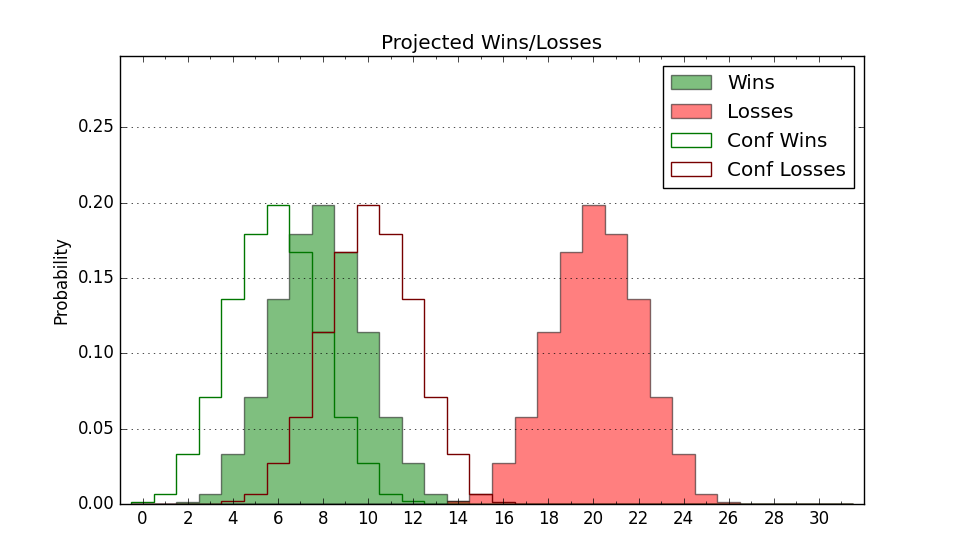 Projected Wins/Losses
Wins
Losses
Conf Wins
Conf Losses
Probability
0.25
0.20
0.15
0.10
0.05
0.00
0 2 4 6 8 10 12 14 16 18 20 22 24 26 28 30